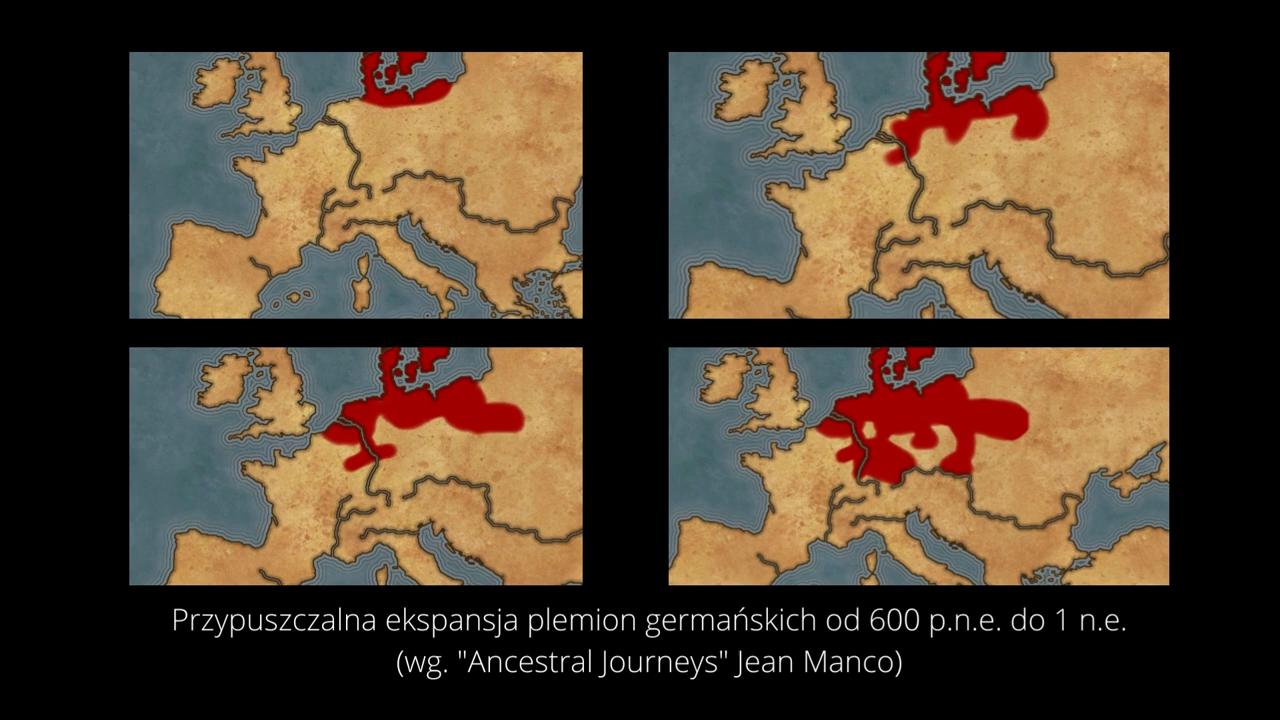 Przypuszczalna ekspansja plemion germańskich od 600 p.n.e. do 1 n.e.
(wg. "Ancestral Journeys" Jean Manco)